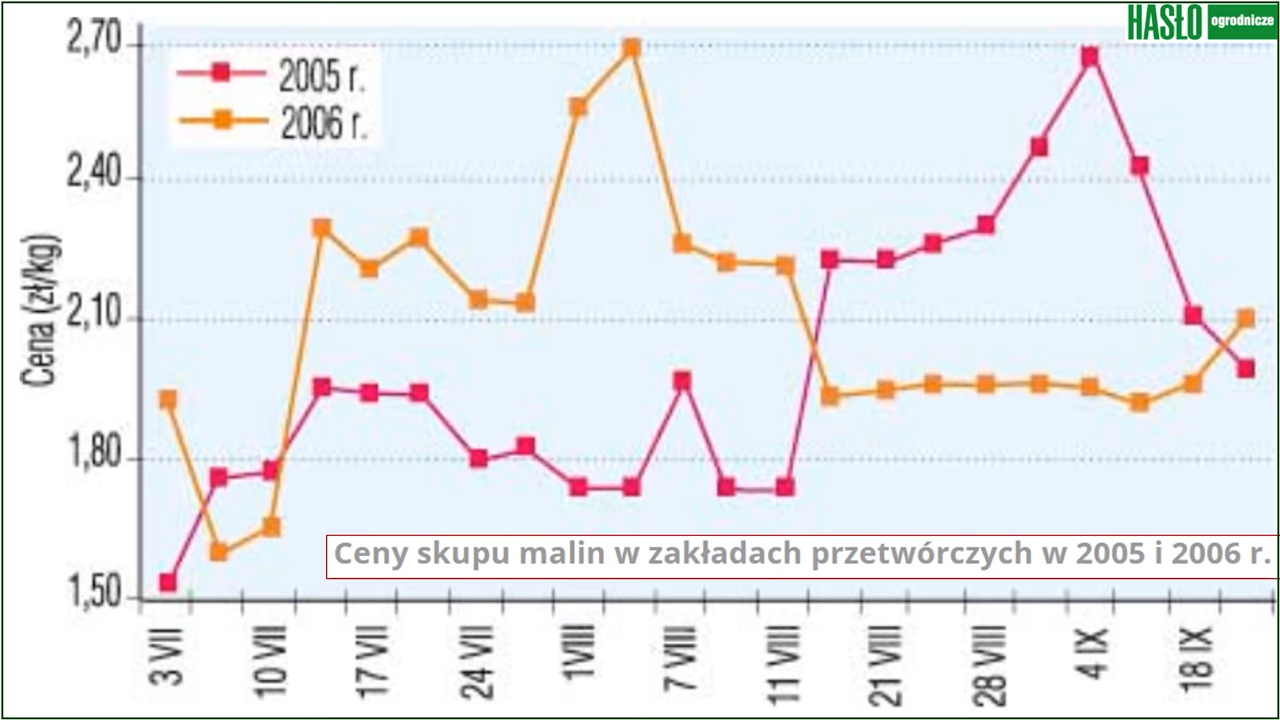 HASŁO ogrodnicze
2,70
2,40
2,10
1,80
1,50
Cena (zł/kg)
2005 r.
2006 r.
Ceny skupu malin w zakładach przetwórczych w 2005 i 2006 r.
3 VII
10 VII
17 VII
24 VII
1VIII
7 VIII
11 VIII
21 VIII
28 VIII
4 IX
18 IX